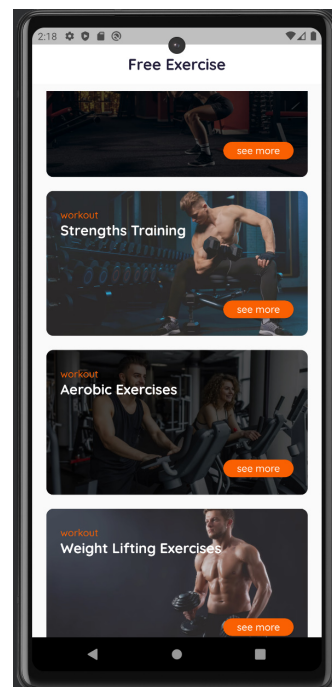 2:18
Free Exercise
see more
workout
Strengths Training
see more
workout
Aerobic Exercises
see more
workout
Weight Lifting Exercises
see more